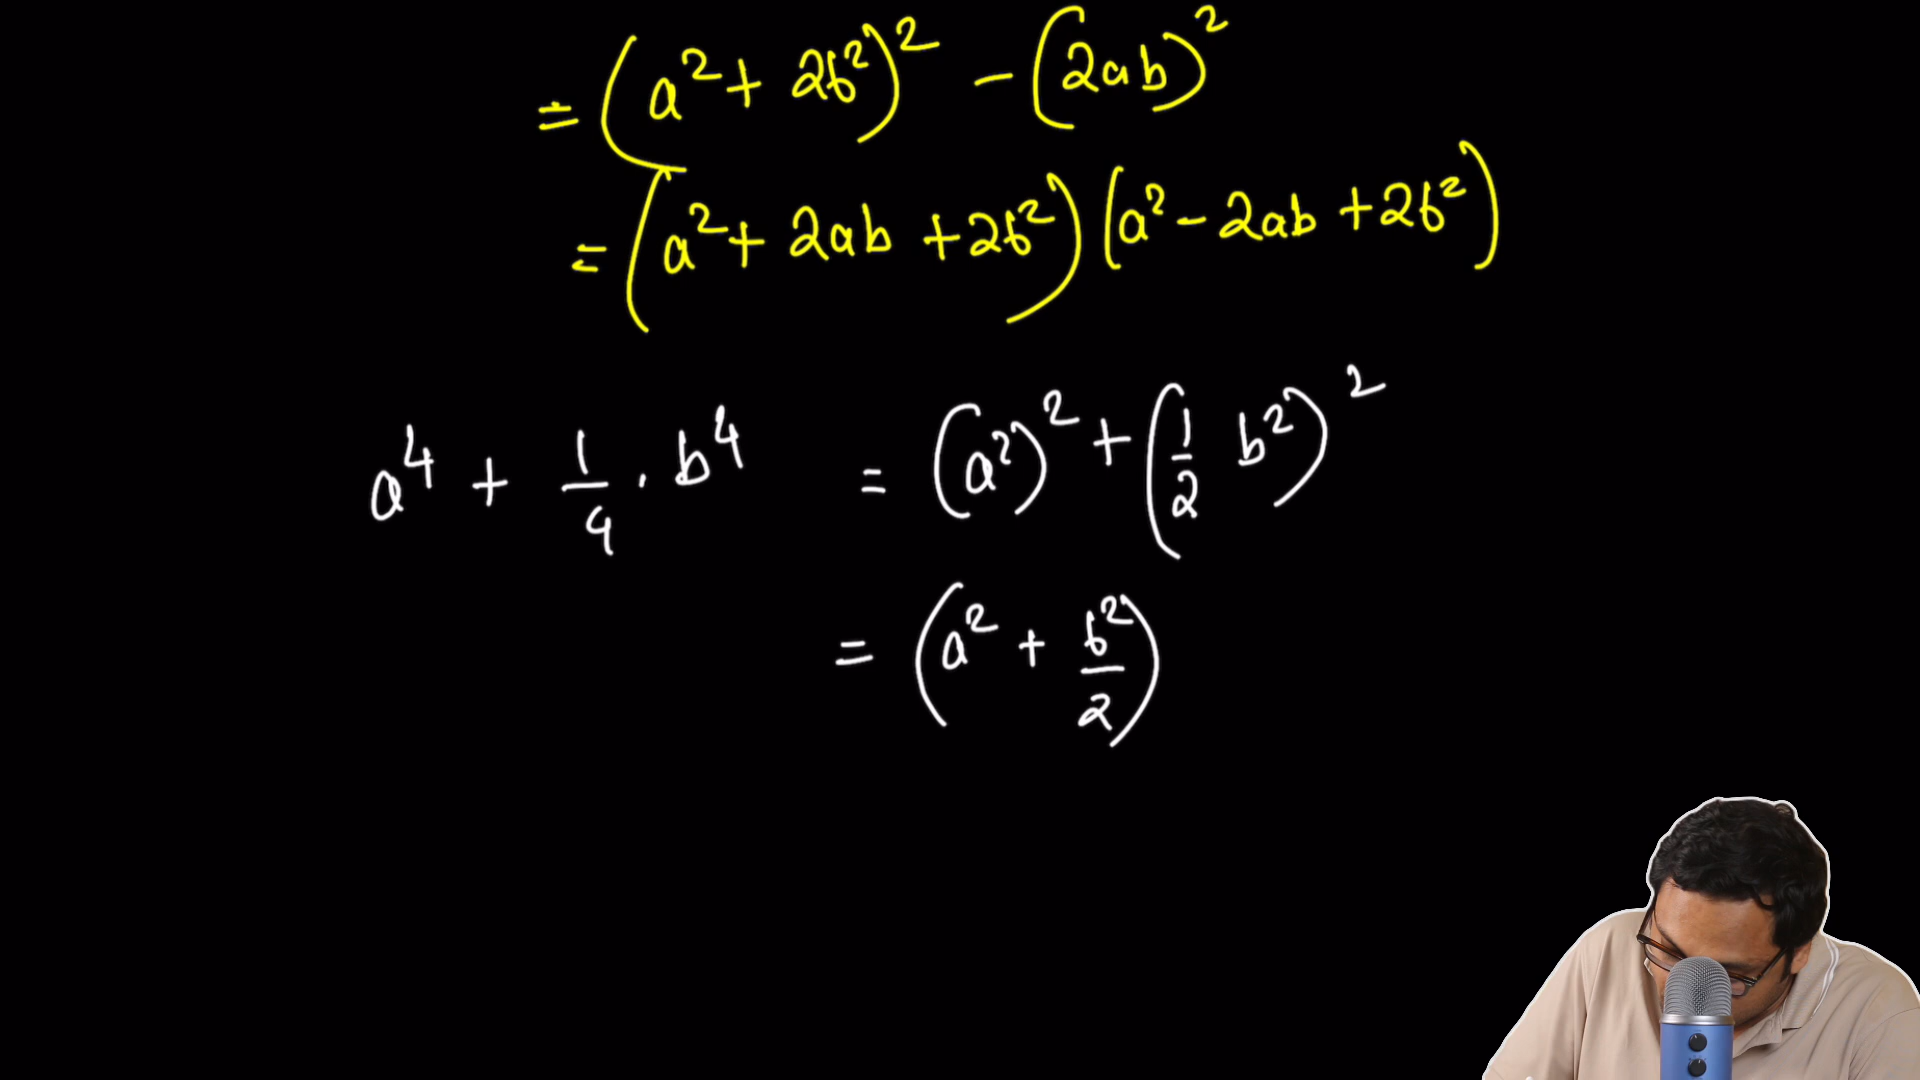 = (a² + 2b²)² − (2ab)²
= (a² + 2ab + 2b²)(a² − 2ab + 2b²)
a⁴ + 1/4 · b⁴ = (a²)² + (1/2 b²)²
= (a² + b²/2)